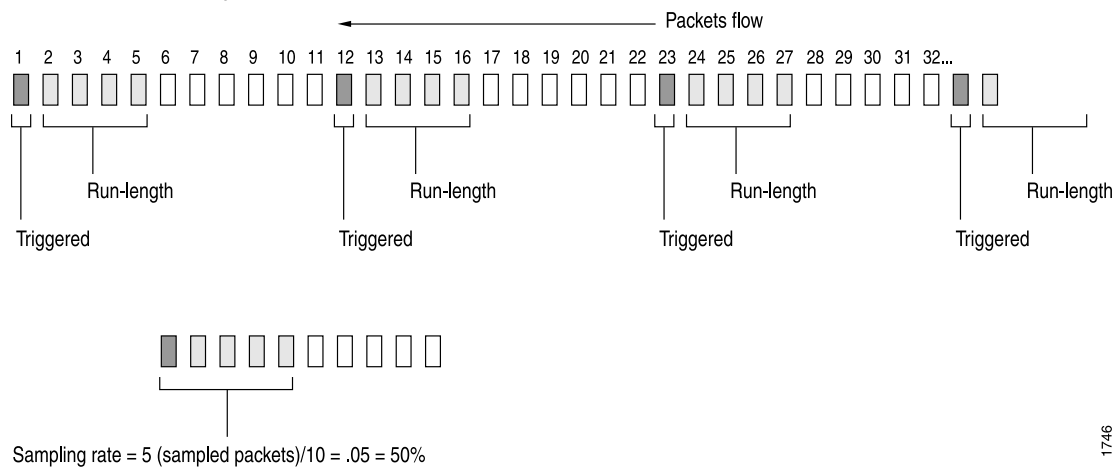 Packets flow
1 2 3 4 5 6 7 8 9 10 11 12 13 14 15 16 17 18 19 20 21 22 23 24 25 26 27 28 29 30 31 32...
Run-length Run-length Run-length Run-length
Triggered Triggered Triggered Triggered
Sampling rate = 5 (sampled packets)/10 = .05 = 50%
1746